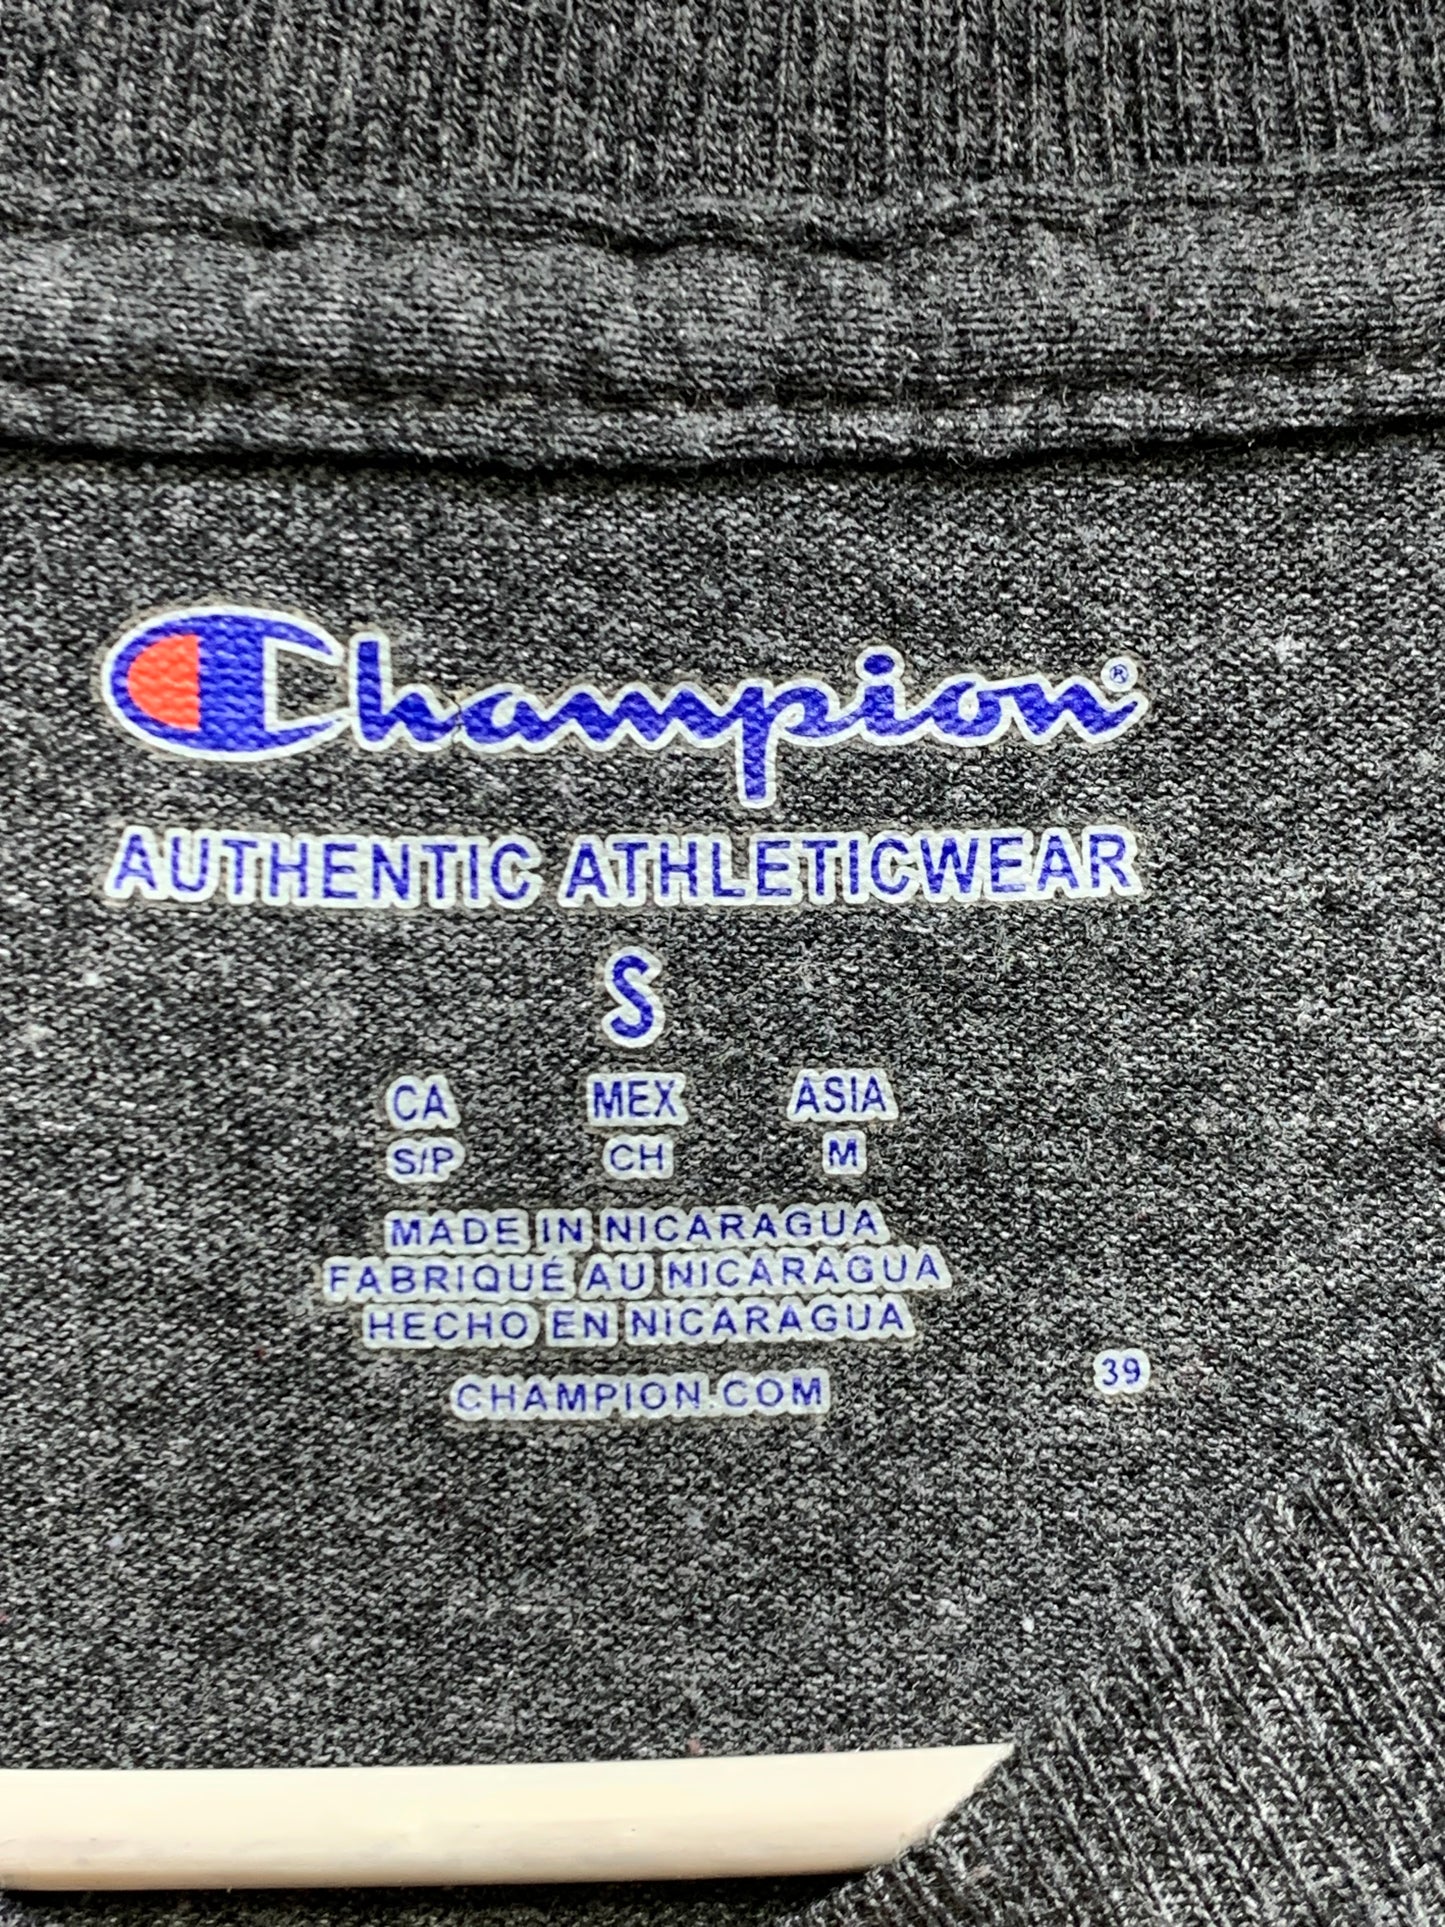 Champion®
AUTHENTIC ATHLETICWEAR
S
CA MEX ASIA
S/P CH M
MADE IN NICARAGUA
FABRIQUÉ AU NICARAGUA
HECHO EN NICARAGUA
CHAMPION.COM
39